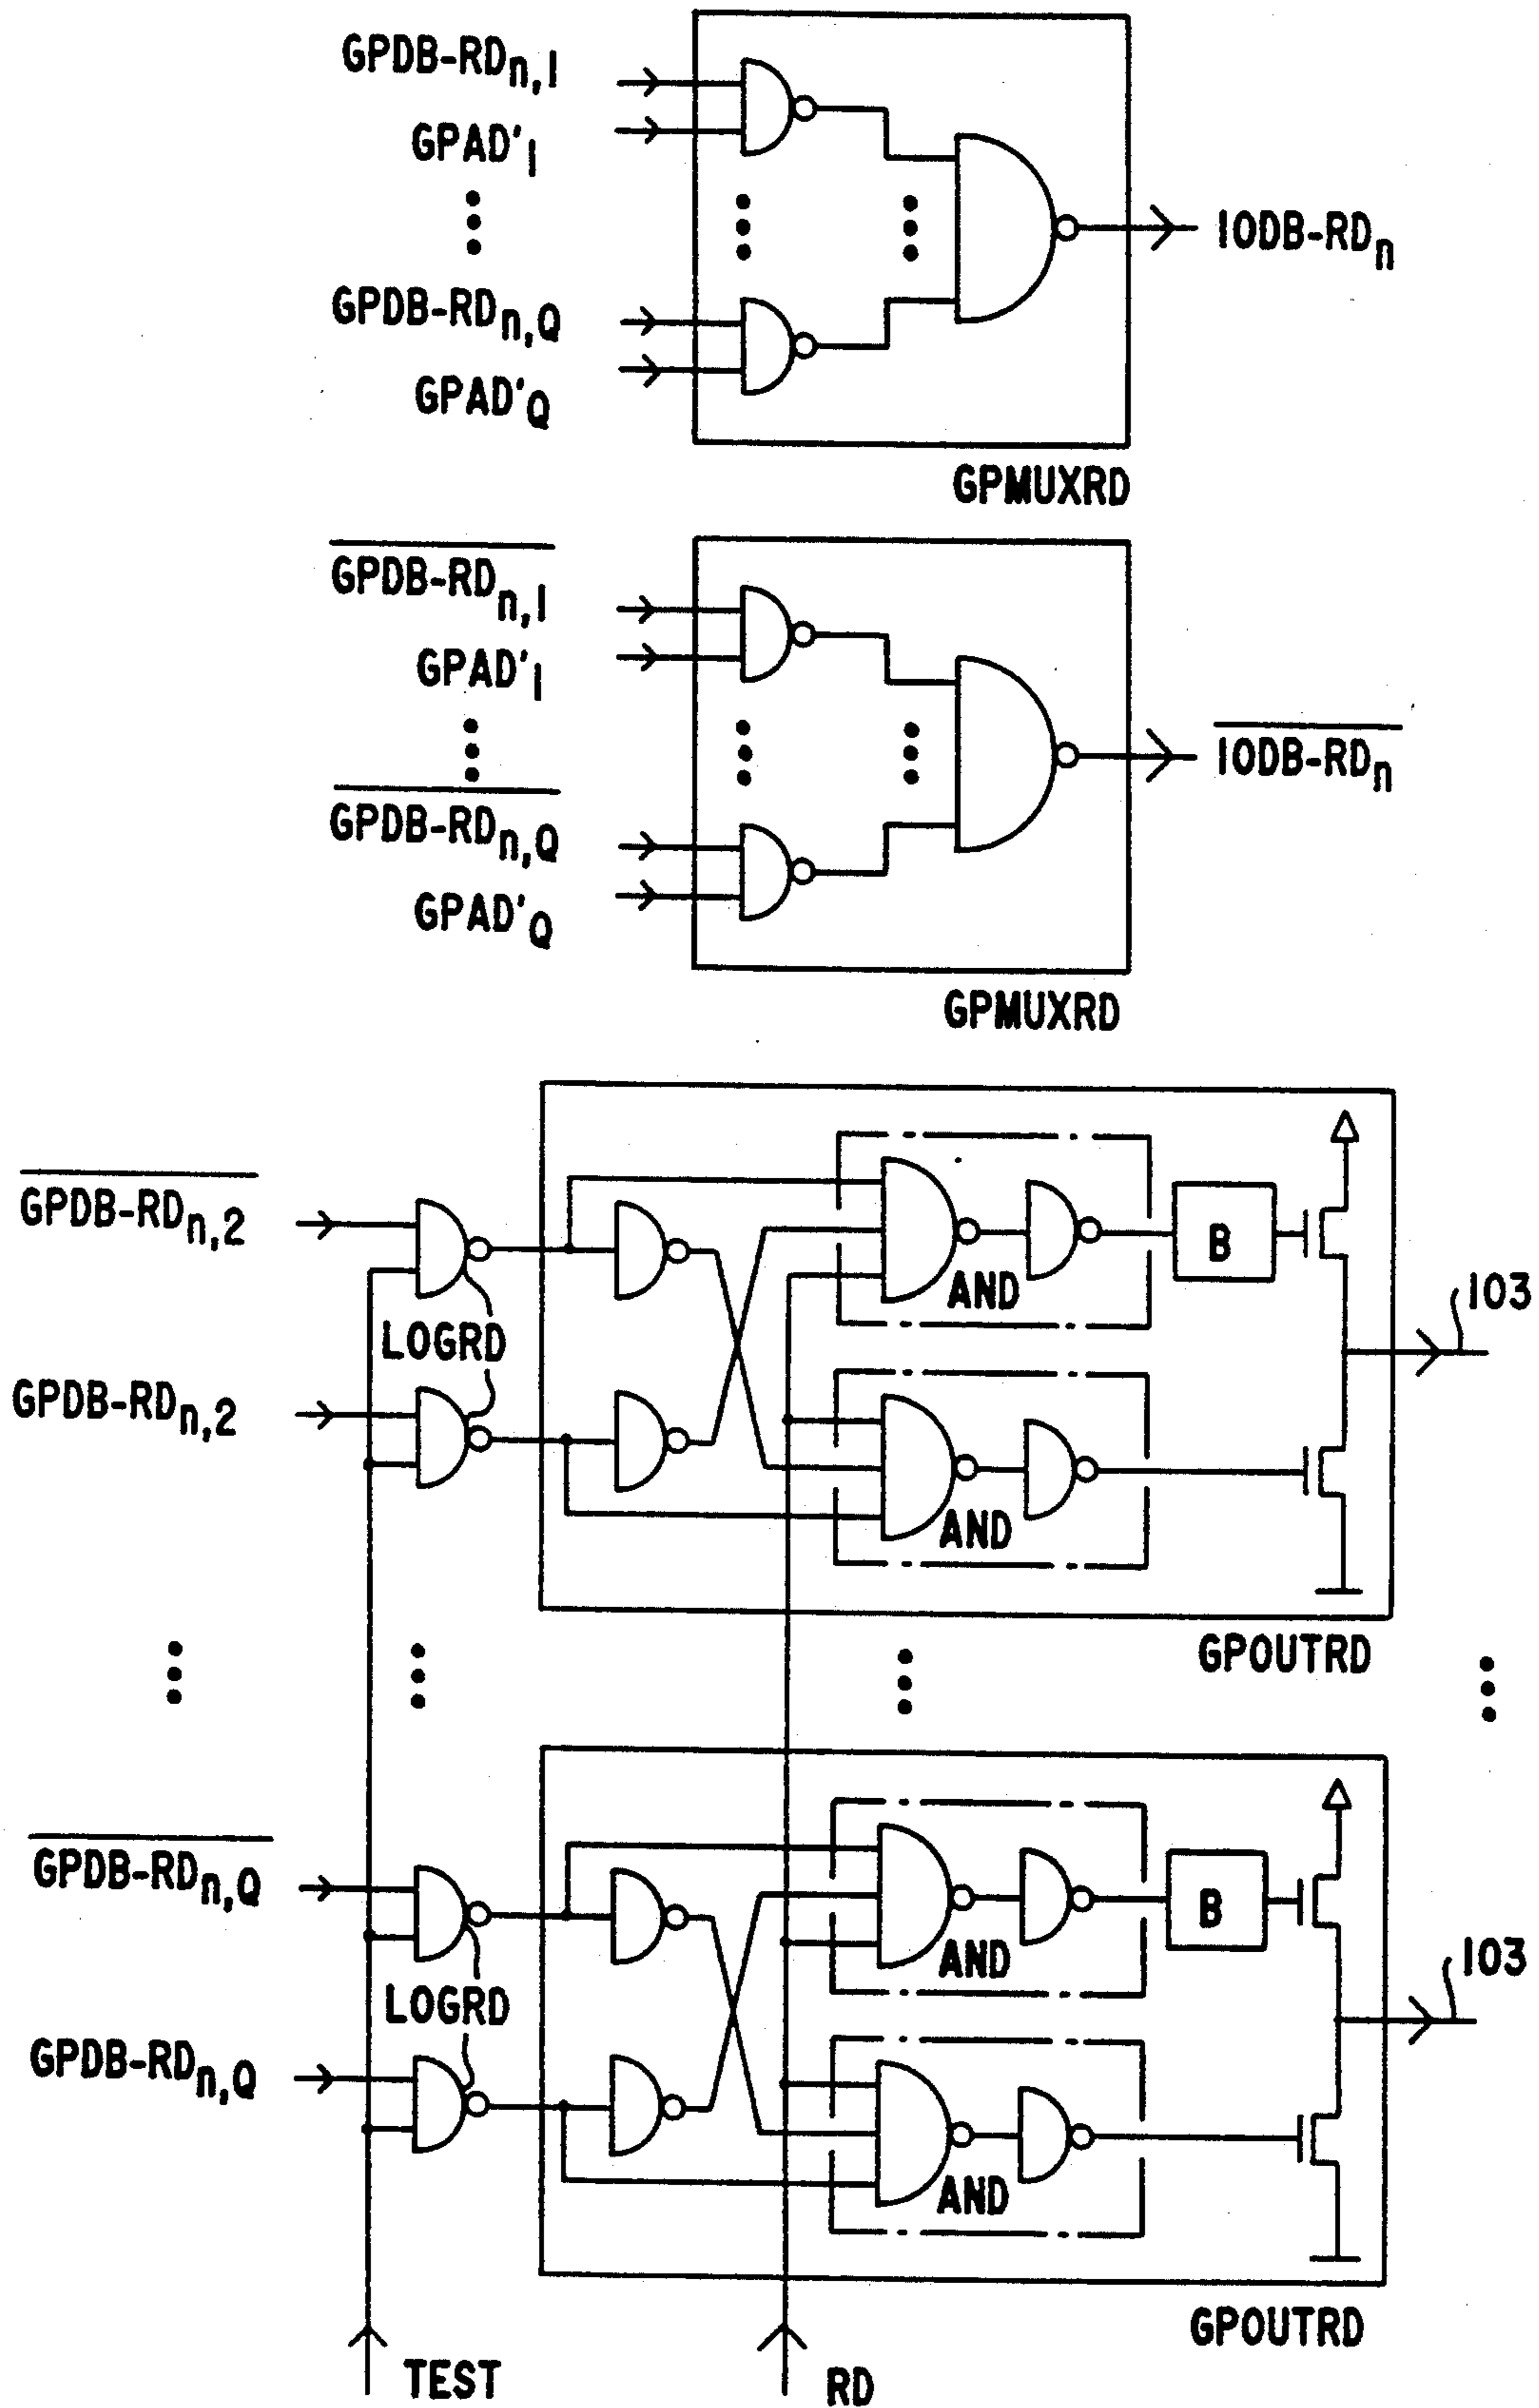 GPDB-RDn,1
GPAD'1
GPDB-RDn,Q
GPAD'Q
IODB-RDn
GPMUXRD
GPDB-RDn,1
GPAD'1
GPDB-RDn,Q
GPAD'Q
IODB-RDn
GPMUXRD
GPDB-RDn,2
LOGRD
GPDB-RDn,2
AND
B
103
AND
GPOUTRD
GPDB-RDn,Q
LOGRD
GPDB-RDn,Q
AND
B
103
AND
GPOUTRD
TEST
RD